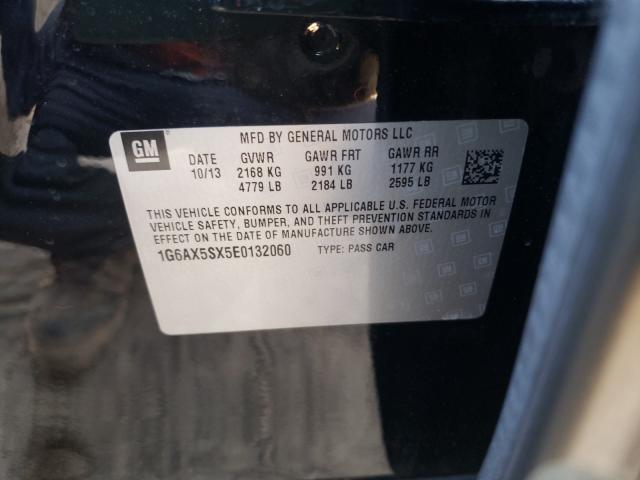 GM
MFD BY GENERAL MOTORS LLC
DATE GVWR GAWR FRT GAWR RR
10/13 2168 KG 991 KG 1177 KG
4779 LB 2184 LB 2595 LB
THIS VEHICLE CONFORMS TO ALL APPLICABLE U.S. FEDERAL MOTOR
VEHICLE SAFETY, BUMPER, AND THEFT PREVENTION STANDARDS IN
EFFECT ON THE DATE OF MANUFACTURE SHOWN ABOVE.
1G6AX5SX5E0132060 TYPE: PASS CAR